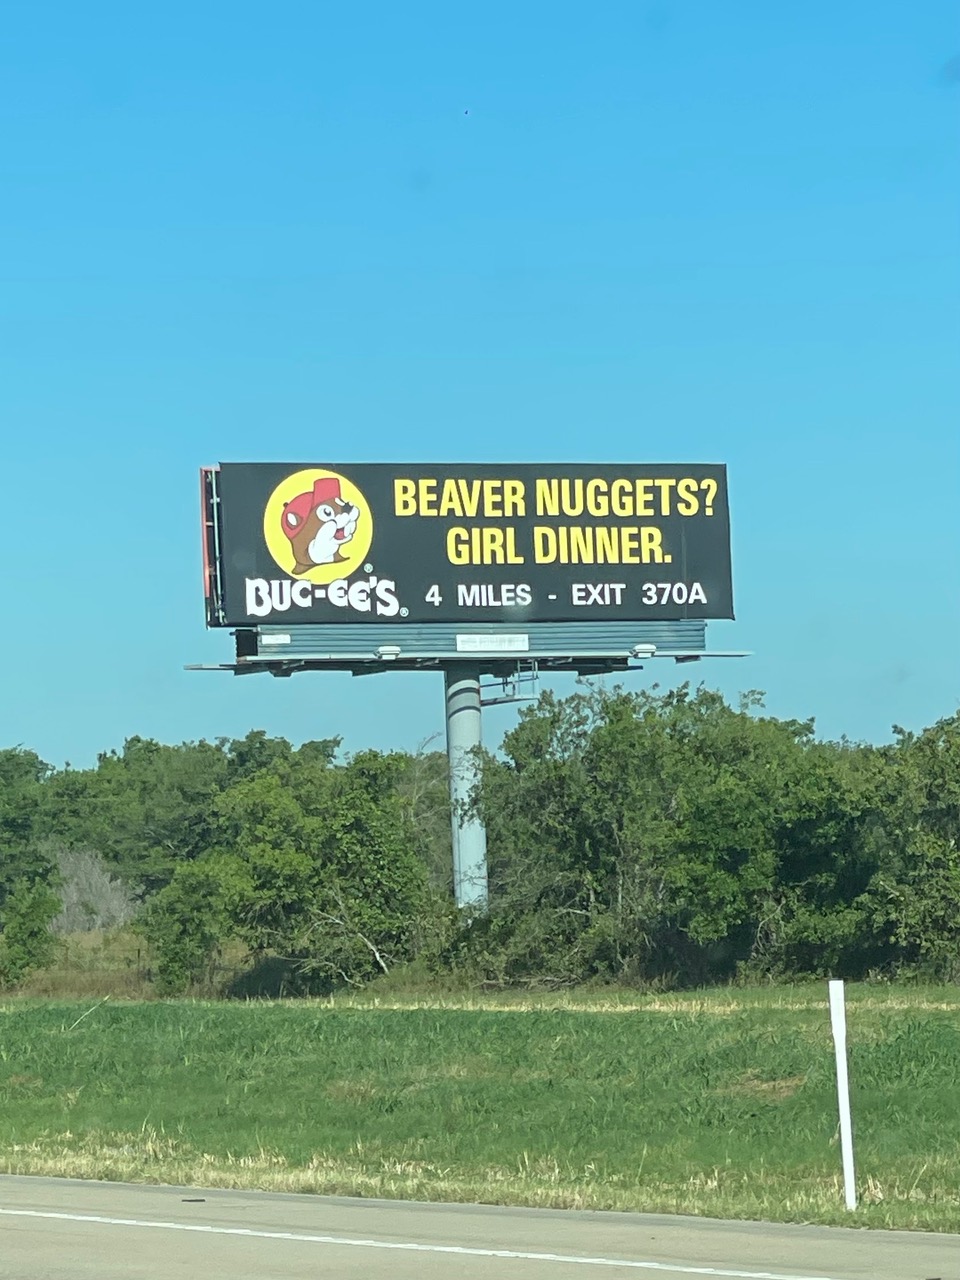 BEAVER NUGGETS?
GIRL DINNER.
BUC-EE'S®
4 MILES - EXIT 370A